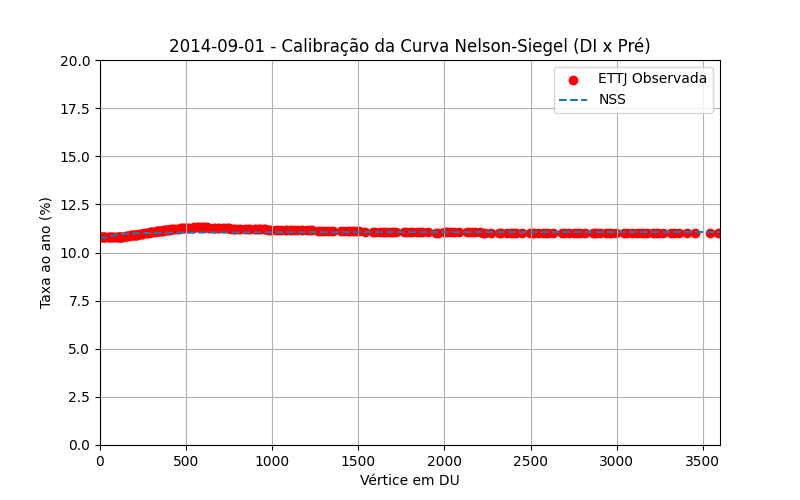 2014-09-01 - Calibração da Curva Nelson-Siegel (DI x Pré)
ETTJ Observada
NSS
20.0
17.5
15.0
12.5
10.0
7.5
5.0
2.5
0.0
Taxa ao ano (%)
0 500 1000 1500 2000 2500 3000 3500
Vértice em DU